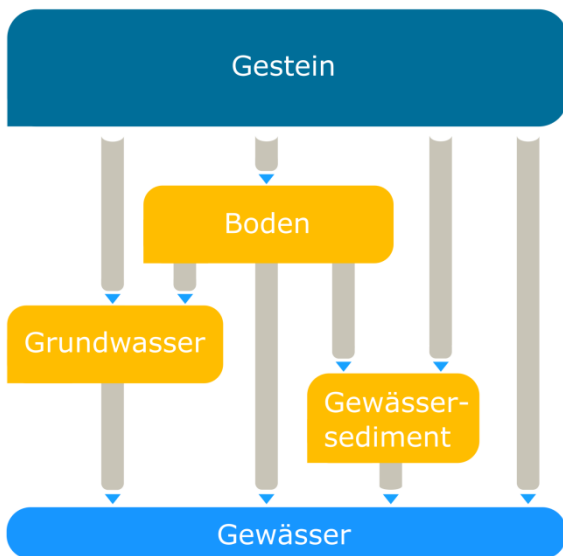 Gestein
Boden
Grundwasser
Gewässer-
sediment
Gewässer